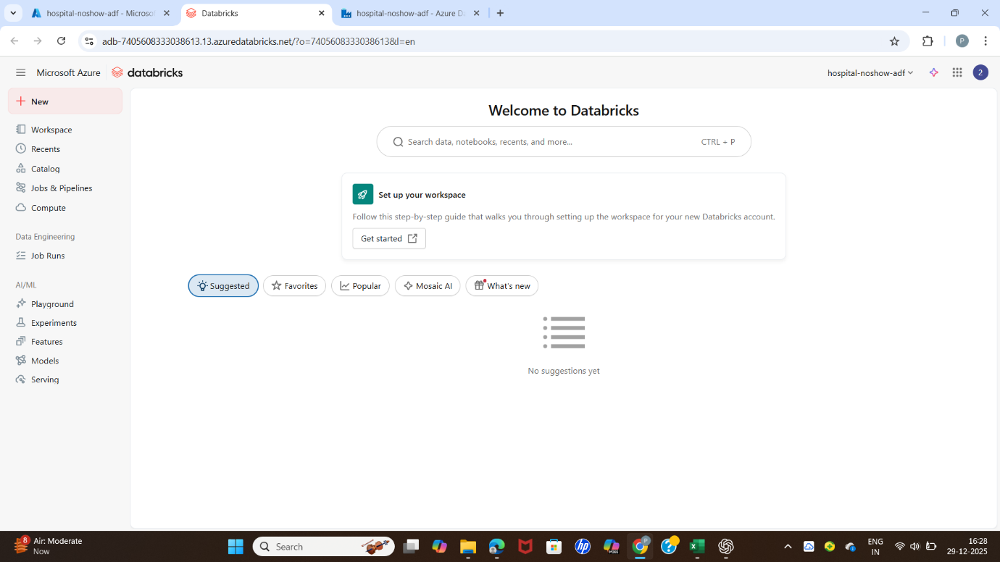 hospital-noshow-adf - Microsof
Databricks
hospital-noshow-adf - Azure Da
adb-7405608333038613.13.azuredatabricks.net/?o=7405608333038613&l=en
P
Microsoft Azure
databricks
hospital-noshow-adf
2
New
Workspace
Recents
Catalog
Jobs & Pipelines
Compute
Data Engineering
Job Runs
AI/ML
Playground
Experiments
Features
Models
Serving
Welcome to Databricks
Search data, notebooks, recents, and more...
CTRL + P
Set up your workspace
Follow this step-by-step guide that walks you through setting up the workspace for your new Databricks account.
Get started
Suggested
Favorites
Popular
Mosaic AI
What's new
No suggestions yet
8
Air: Moderate
Now
Search
hp
M365
P
ENG
IN
16:28
29-12-2025